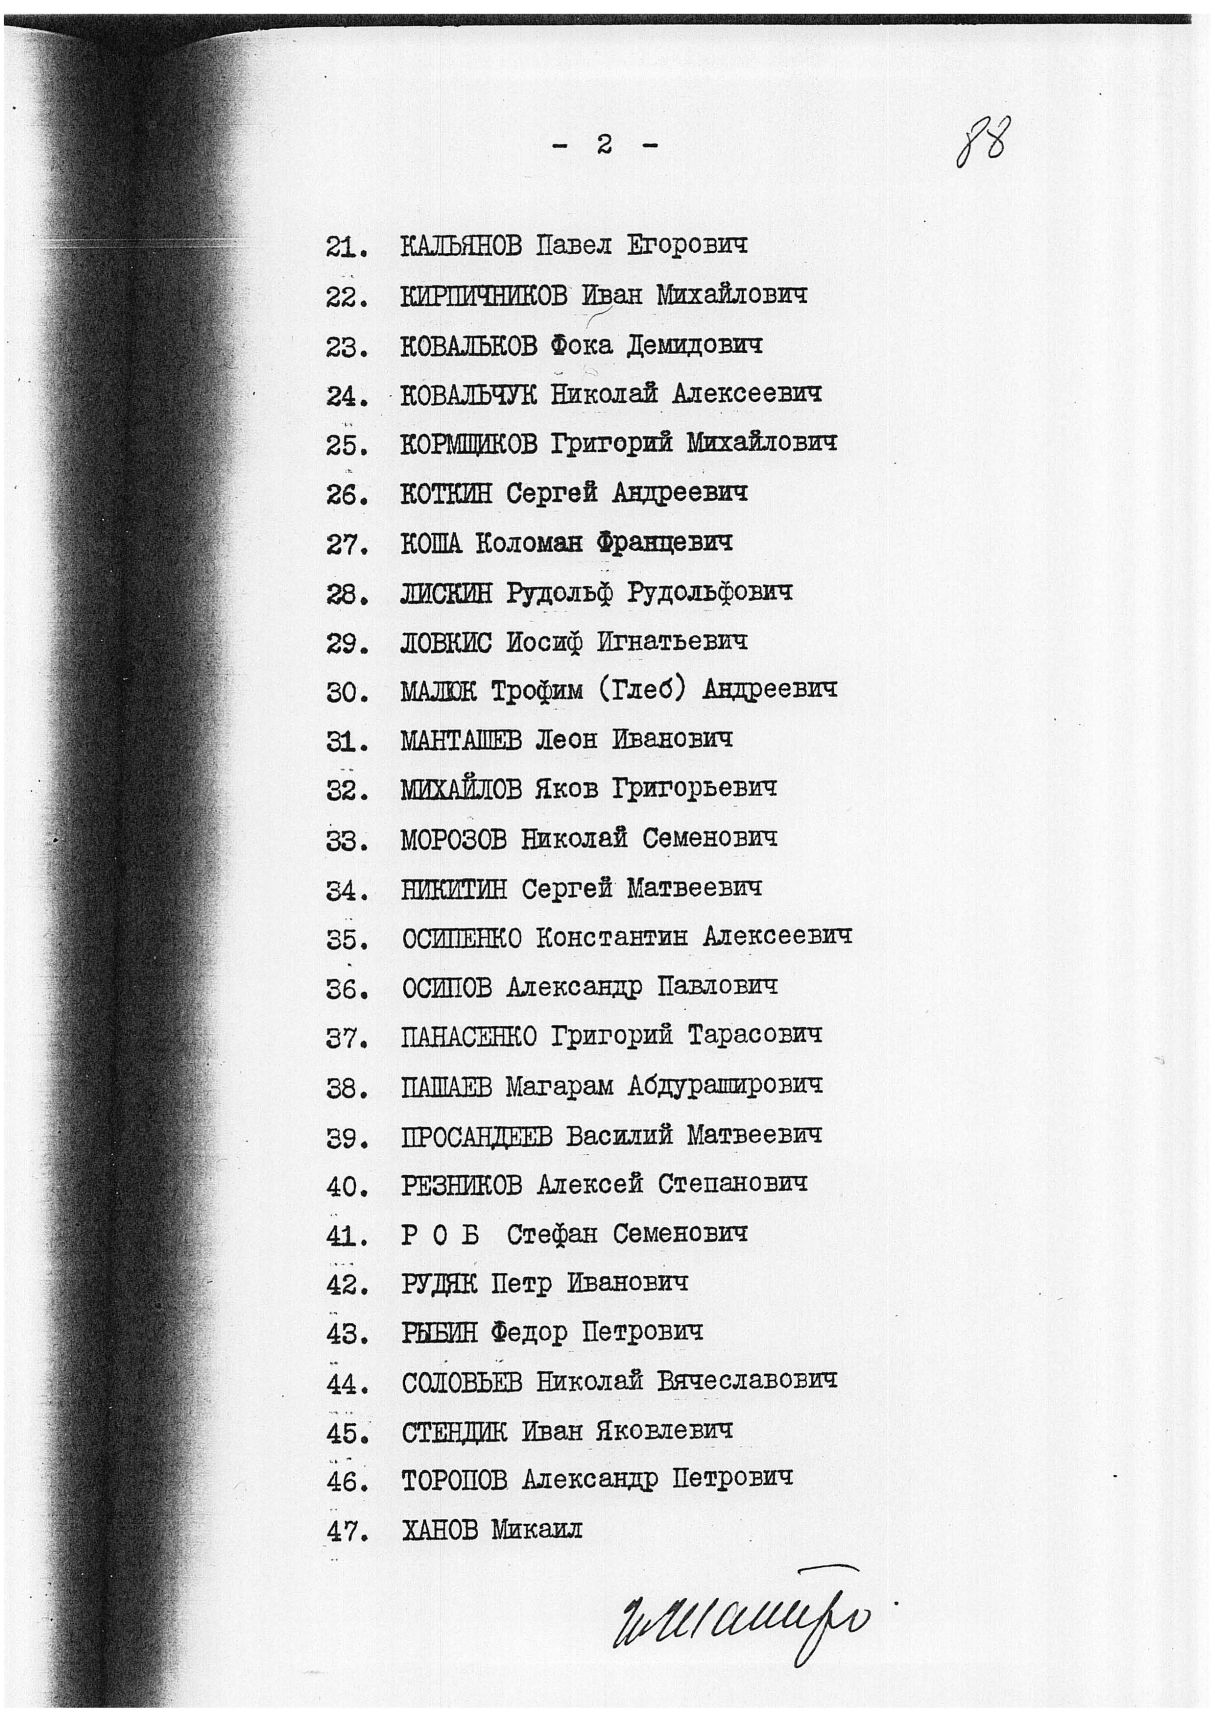 - 2 -
88
21. КАЛЬЯНОВ Павел Егорович
22. КИРПИЧНИКОВ Иван Михайлович
23. КОВАЛЬКОВ Фока Демидович
24. КОВАЛЬЧУК Николай Алексеевич
25. КОРМЩИКОВ Григорий Михайлович
26. КОТКИН Сергей Андреевич
27. КОША Коломан Францевич
28. ЛИСКИН Рудольф Рудольфович
29. ЛОВКИС Иосиф Игнатьевич
30. МАЛЮК Трофим (Глеб) Андреевич
31. МАНТАШЕВ Леон Иванович
32. МИХАЙЛОВ Яков Григорьевич
33. МОРОЗОВ Николай Семенович
34. НИКИТИН Сергей Матвеевич
35. ОСИПЕНКО Константин Алексеевич
36. ОСИПОВ Александр Павлович
37. ПАНАСЕНКО Григорий Тарасович
38. ПАШАЕВ Магарам Абдураширович
39. ПРОСАНДЕЕВ Василий Матвеевич
40. РЕЗНИКОВ Алексей Степанович
41. Р О Б Стефан Семенович
42. РУДЯК Петр Иванович
43. РЫБИН Федор Петрович
44. СОЛОВЬЕВ Николай Вячеславович
45. СТЕНДИК Иван Яковлевич
46. ТОРОПОВ Александр Петрович
47. ХАНОВ Микаил